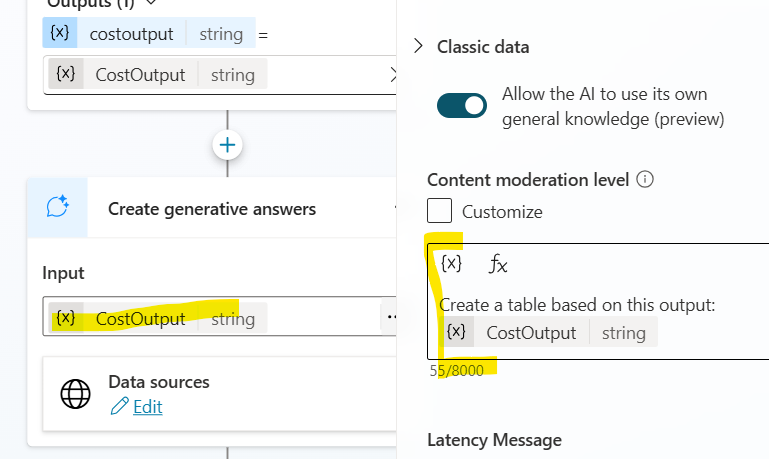 Outputs (1)
{x} costoutput string =
{x} CostOutput string
Create generative answers
Input
{x} CostOutput string ..
Data sources
Edit
Classic data
Allow the AI to use its own
general knowledge (preview)
Content moderation level
Customize
{x} fx
Create a table based on this output:
{x} CostOutput string
55/8000
Latency Message